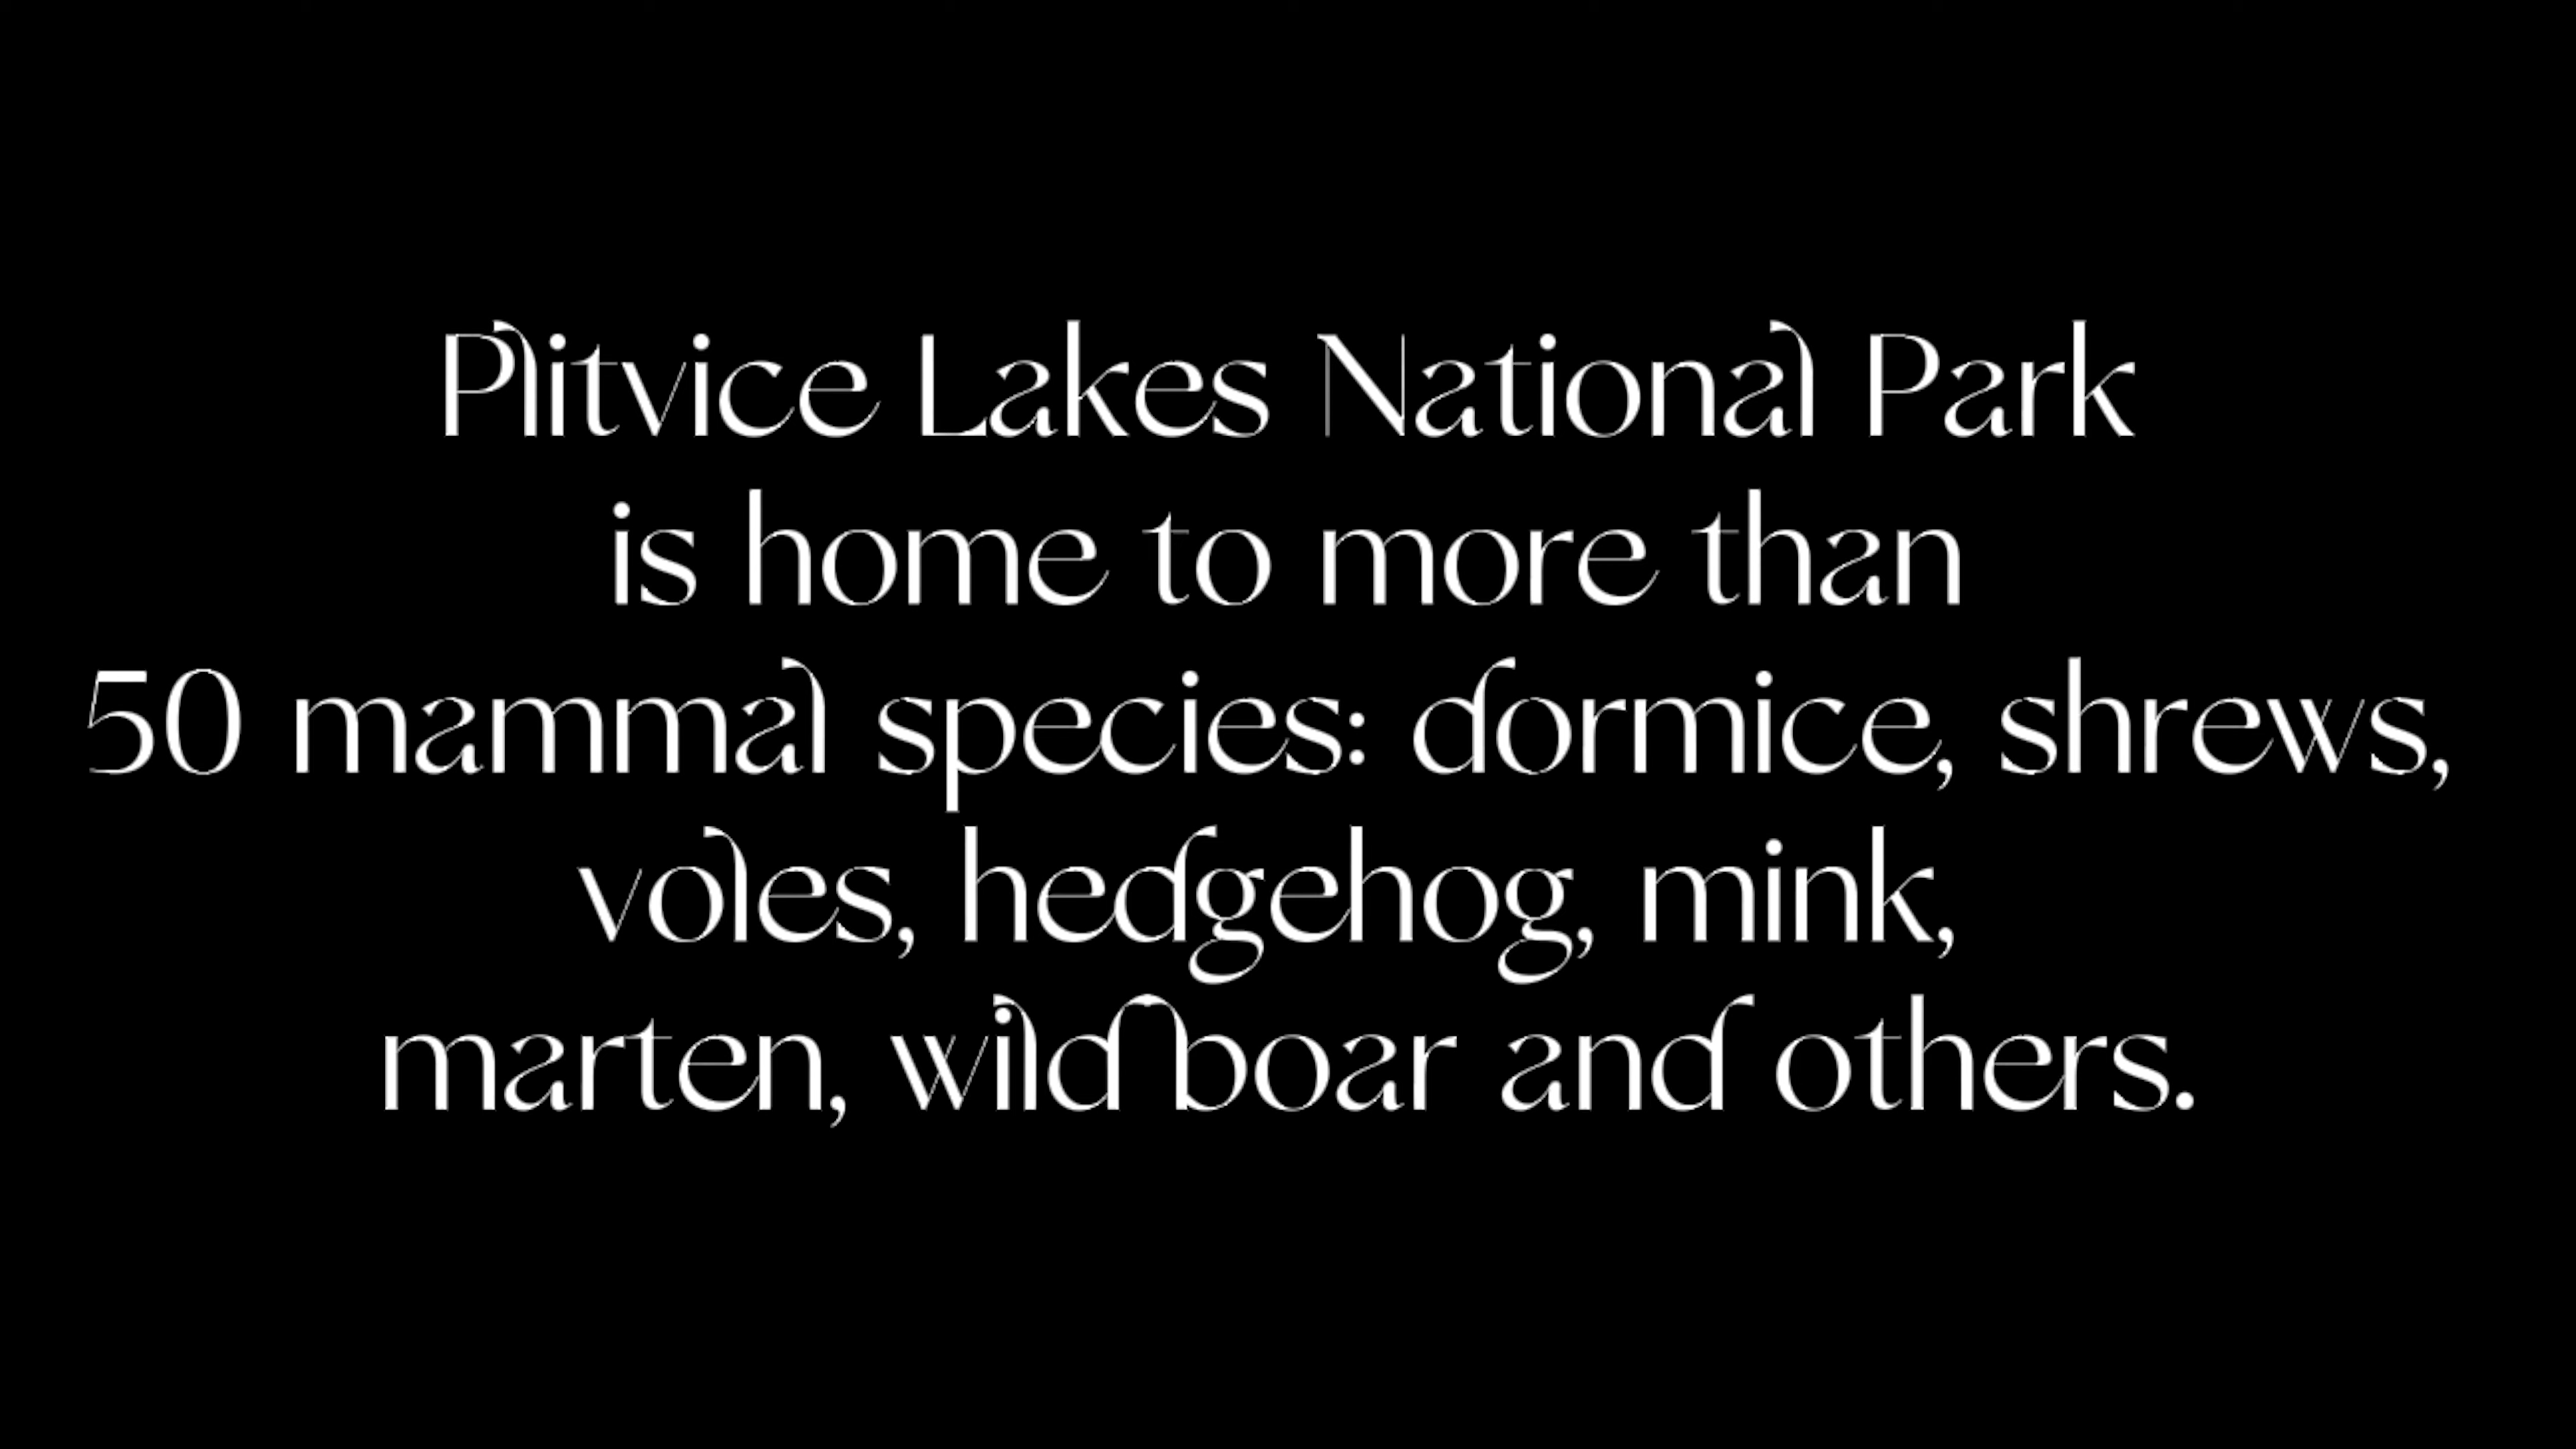 Plitvice Lakes National Park
is home to more than
50 mammal species: dormice, shrews,
voles, hedgehog, mink,
marten, wild boar and others.